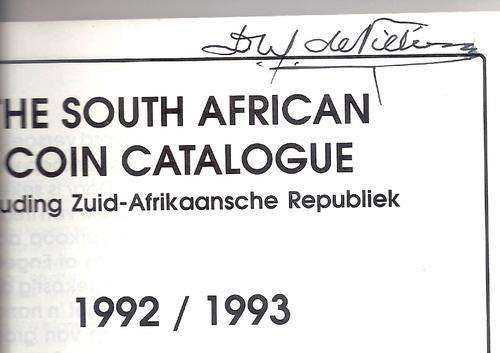 HE SOUTH AFRICAN
COIN CATALOGUE
uding Zuid-Afrikaansche Republiek
1992 / 1993